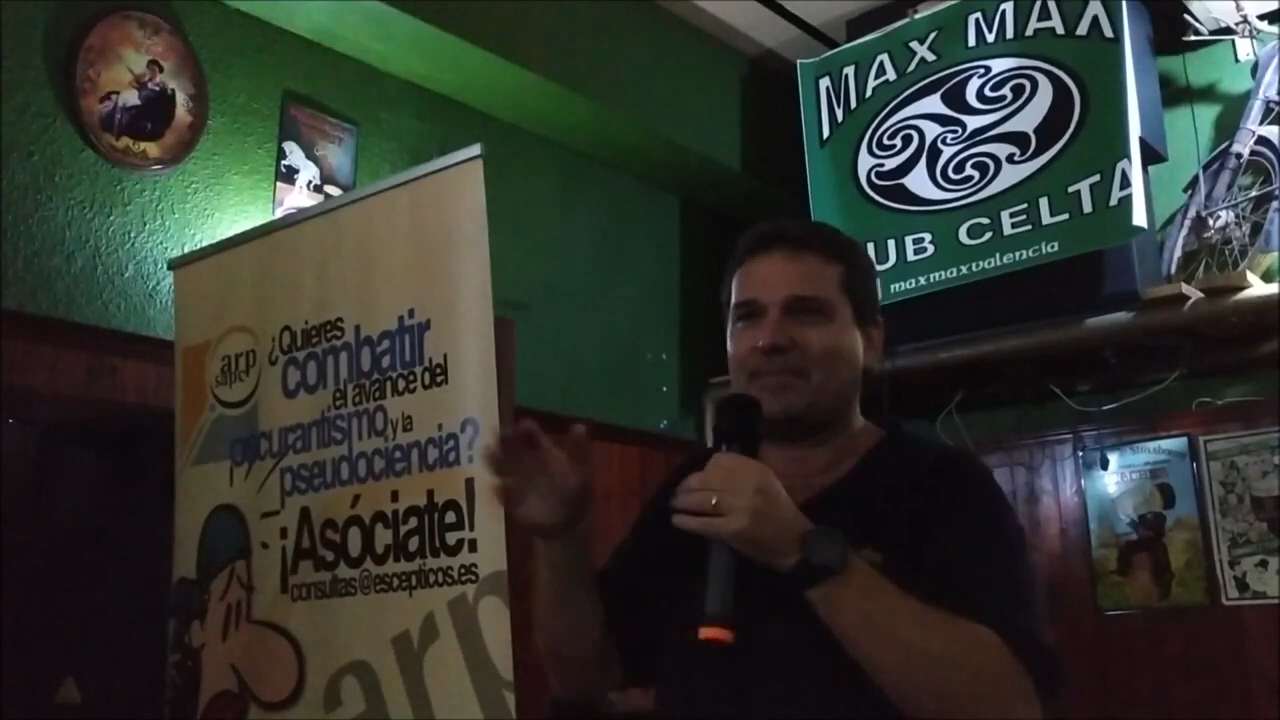 arp
sapc
¿Quieres
combatir
el avance del
oscurantismo y la
pseudociencia?
¡Asóciate!
consultas@escepticos.es
arp
MAX MAX
UB CELTA
maxmaxvalencia